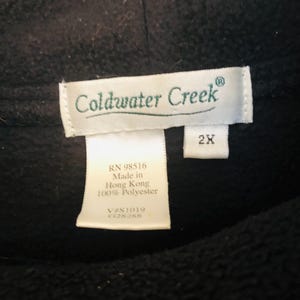 Coldwater Creek®
2X
RN 98516
Made in
Hong Kong
100% Polyester